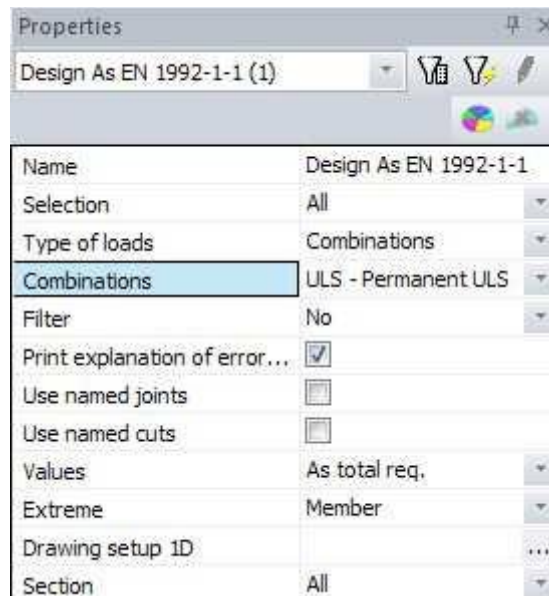 Properties
Design As EN 1992-1-1 (1)
Name Design As EN 1992-1-1
Selection All
Type of loads Combinations
Combinations ULS - Permanent ULS
Filter No
Print explanation of error...
Use named joints
Use named cuts
Values As total req.
Extreme Member
Drawing setup 1D ...
Section All